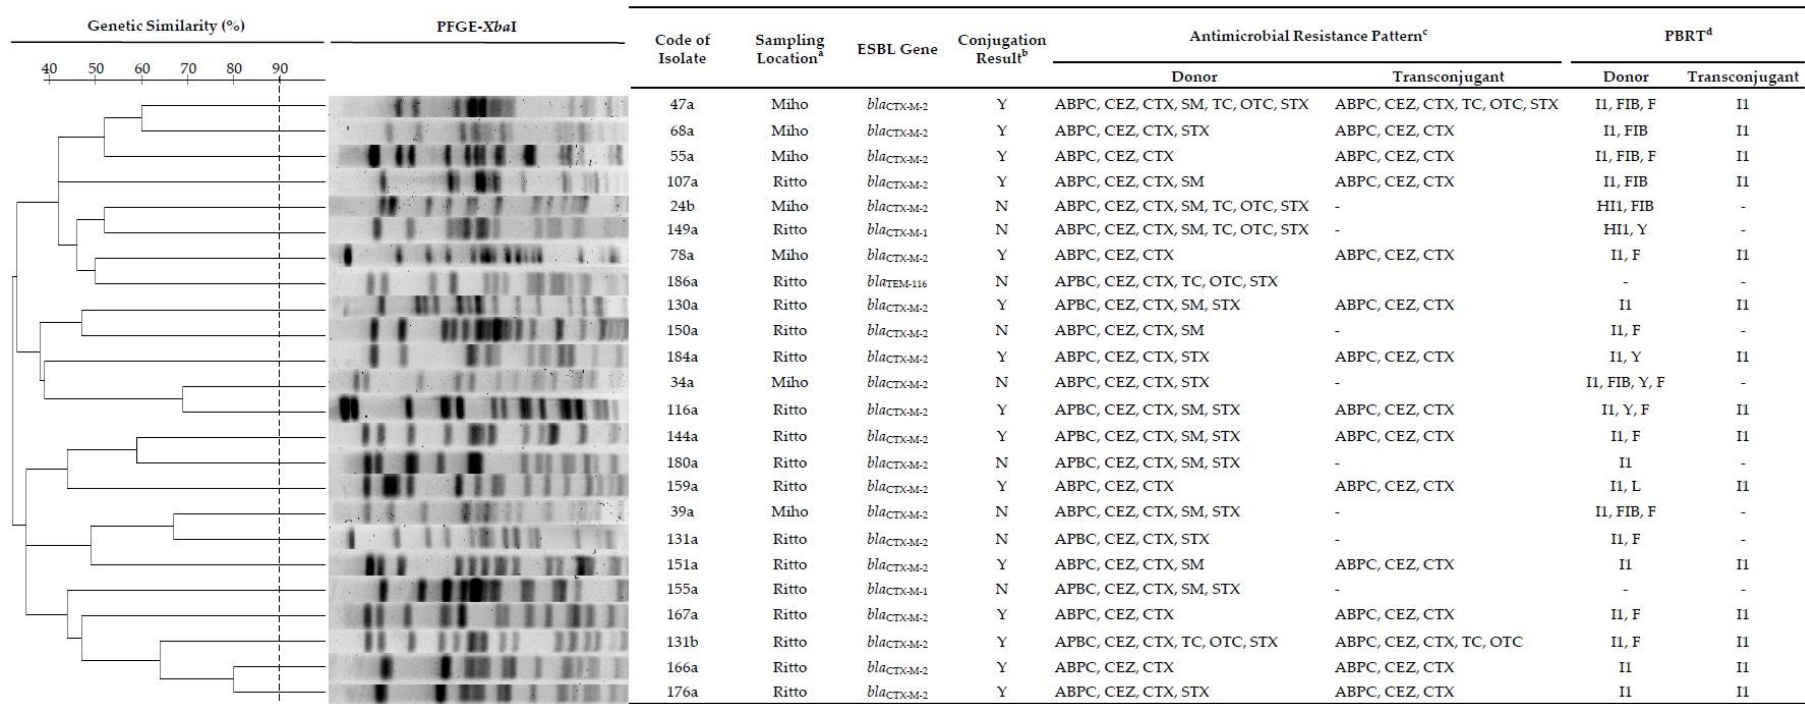 Genetic Similarity (%) PFGE-XbaI Code of Isolate Sampling Locationa ESBL Gene Conjugation Resultb Antimicrobial Resistance Patternc PBRTd
Donor Transconjugant Donor Transconjugant
40 50 60 70 80 90
47a Miho blaCTX-M-2 Y ABPC, CEZ, CTX, SM, TC, OTC, STX ABPC, CEZ, CTX, TC, OTC, STX I1, FIB, F I1
68a Miho blaCTX-M-2 Y ABPC, CEZ, CTX, STX ABPC, CEZ, CTX I1, FIB I1
55a Miho blaCTX-M-2 Y ABPC, CEZ, CTX ABPC, CEZ, CTX I1, FIB, F I1
107a Ritto blaCTX-M-2 Y ABPC, CEZ, CTX, SM ABPC, CEZ, CTX I1, FIB I1
24b Miho blaCTX-M-2 N ABPC, CEZ, CTX, SM, TC, OTC, STX - HI1, FIB -
149a Ritto blaCTX-M-1 N ABPC, CEZ, CTX, SM, TC, OTC, STX - HI1, Y -
78a Miho blaCTX-M-2 Y ABPC, CEZ, CTX ABPC, CEZ, CTX I1, F I1
186a Ritto blaTEM-116 N APBC, CEZ, CTX, TC, OTC, STX - -
130a Ritto blaCTX-M-2 Y APBC, CEZ, CTX, SM, STX ABPC, CEZ, CTX I1 I1
150a Ritto blaCTX-M-2 N ABPC, CEZ, CTX, SM - I1, F -
184a Ritto blaCTX-M-2 Y ABPC, CEZ, CTX, STX ABPC, CEZ, CTX I1, Y I1
34a Miho blaCTX-M-2 N ABPC, CEZ, CTX, STX - I1, FIB, Y, F -
116a Ritto blaCTX-M-2 Y APBC, CEZ, CTX, SM, STX ABPC, CEZ, CTX I1, Y, F I1
144a Ritto blaCTX-M-2 Y APBC, CEZ, CTX, SM, STX ABPC, CEZ, CTX I1, F I1
180a Ritto blaCTX-M-2 N APBC, CEZ, CTX, SM, STX - I1 -
159a Ritto blaCTX-M-2 Y ABPC, CEZ, CTX ABPC, CEZ, CTX I1, L I1
39a Miho blaCTX-M-2 N ABPC, CEZ, CTX, SM, STX - I1, FIB, F -
131a Ritto blaCTX-M-2 N APBC, CEZ, CTX, STX - I1, F -
151a Ritto blaCTX-M-2 Y ABPC, CEZ, CTX, SM ABPC, CEZ, CTX I1 I1
155a Ritto blaCTX-M-1 N APBC, CEZ, CTX, SM, STX - - -
167a Ritto blaCTX-M-2 Y ABPC, CEZ, CTX ABPC, CEZ, CTX I1, F I1
131b Ritto blaCTX-M-2 Y APBC, CEZ, CTX, TC, OTC, STX ABPC, CEZ, CTX, TC, OTC I1, F I1
166a Ritto blaCTX-M-2 Y ABPC, CEZ, CTX ABPC, CEZ, CTX I1 I1
176a Ritto blaCTX-M-2 Y ABPC, CEZ, CTX, STX ABPC, CEZ, CTX I1 I1